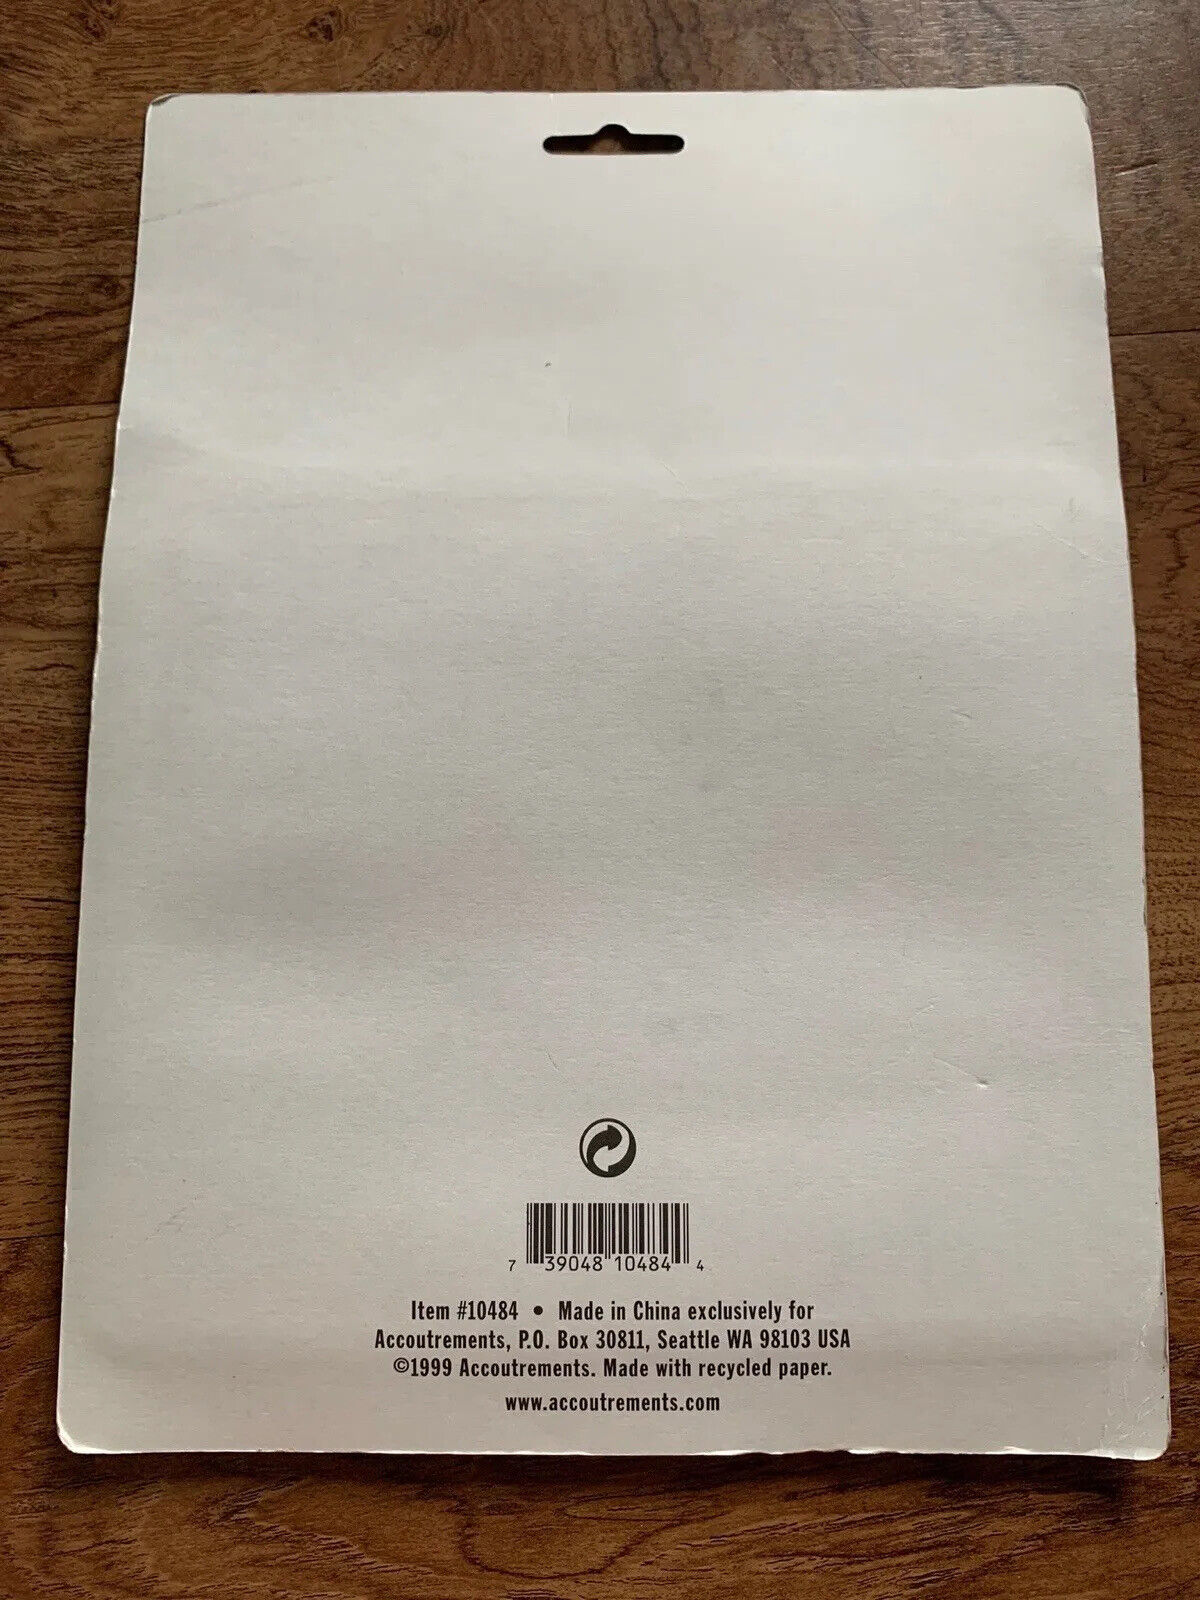 7 39048 10484 4
Item #10484 • Made in China exclusively for
Accoutrements, P.O. Box 30811, Seattle WA 98103 USA
©1999 Accoutrements. Made with recycled paper.
www.accoutrements.com